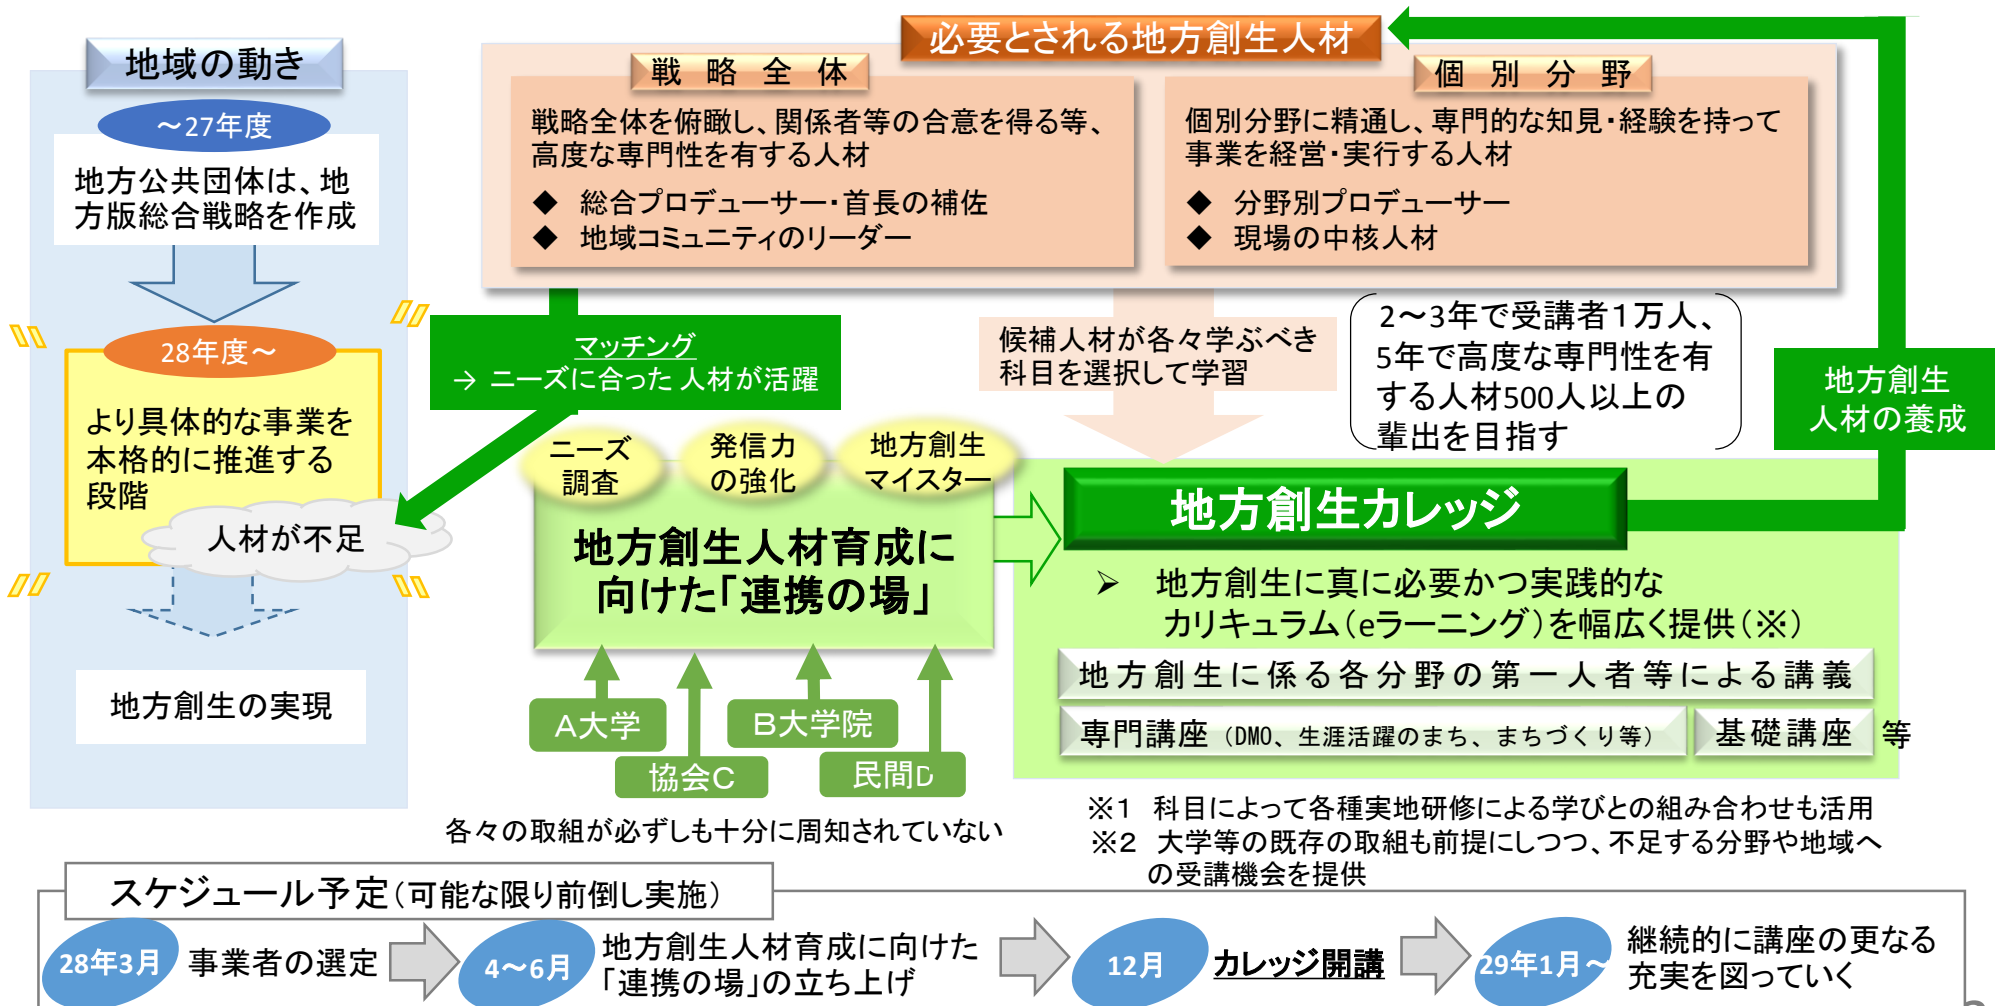 地域の動き
～27年度
地方公共団体は、地
方版総合戦略を作成
28年度～
より具体的な事業を
本格的に推進する
段階
人材が不足
地方創生の実現
必要とされる地方創生人材
戦略全体
戦略全体を俯瞰し、関係者等の合意を得る等、
高度な専門性を有する人材
◆ 総合プロデューサー・首長の補佐
◆ 地域コミュニティのリーダー
個別分野
個別分野に精通し、専門的な知見・経験を持って
事業を経営・実行する人材
◆ 分野別プロデューサー
◆ 現場の中核人材
マッチング
→ ニーズに合った人材が活躍
候補人材が各々学ぶべき
科目を選択して学習
2～3年で受講者1万人、
5年で高度な専門性を有
する人材500人以上の
輩出を目指す
地方創生
人材の養成
ニーズ
調査
発信力
の強化
地方創生
マイスター
地方創生人材育成に
向けた「連携の場」
A大学
B大学院
協会C
民間D
各々の取組が必ずしも十分に周知されていない
地方創生カレッジ
➢ 地方創生に真に必要かつ実践的な
カリキュラム（eラーニング）を幅広く提供（※）
地方創生に係る各分野の第一人者等による講義
専門講座（DMO、生涯活躍のまち、まちづくり等）
基礎講座 等
※1 科目によって各種実地研修による学びとの組み合わせも活用
※2 大学等の既存の取組も前提にしつつ、不足する分野や地域へ
の受講機会を提供
スケジュール予定（可能な限り前倒し実施）
28年3月 事業者の選定
4～6月 地方創生人材育成に向けた
「連携の場」の立ち上げ
12月 カレッジ開講
29年1月～ 継続的に講座の更なる
充実を図っていく